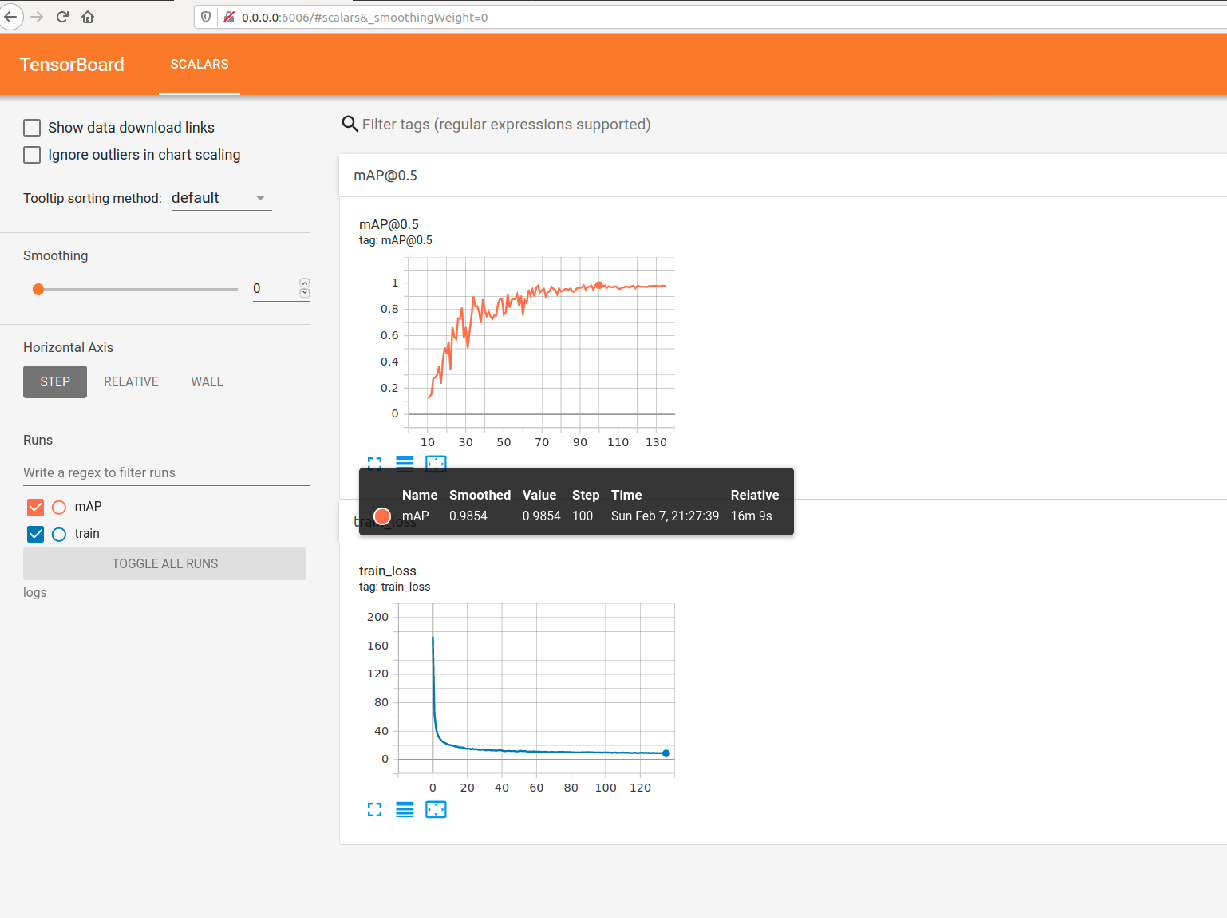 0.0.0.0:6006/#scalars&_smoothingWeight=0
TensorBoard
SCALARS
Show data download links
Ignore outliers in chart scaling
Tooltip sorting method: default
Smoothing
0
Horizontal Axis
STEP RELATIVE WALL
Runs
Write a regex to filter runs
mAP
train
TOGGLE ALL RUNS
logs
Filter tags (regular expressions supported)
mAP@0.5
mAP@0.5
tag: mAP@0.5
1
0.8
0.6
0.4
0.2
0
10 30 50 70 90 110 130
Name Smoothed Value Step Time Relative
mAP 0.9854 0.9854 100 Sun Feb 7, 21:27:39 16m 9s
train_loss
train_loss
tag: train_loss
200
160
120
80
40
0
0 20 40 60 80 100 120